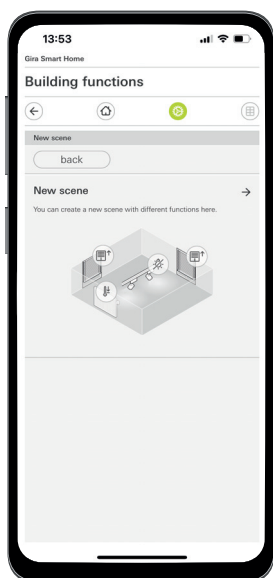 13:53
Gira Smart Home
Building functions
New scene
back
New scene
You can create a new scene with different functions here.